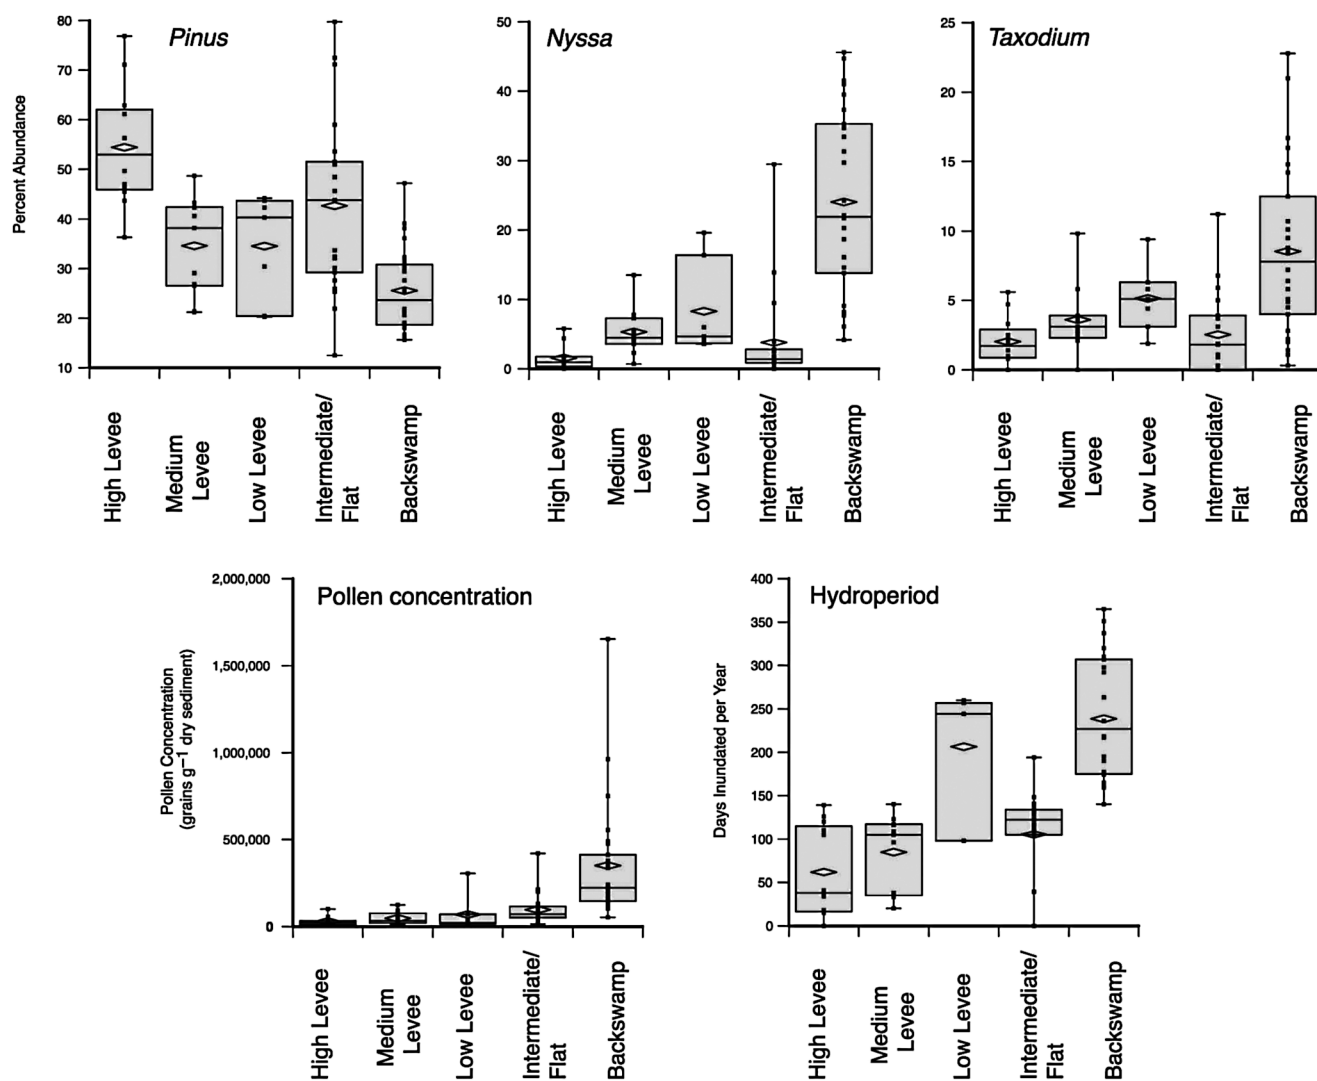 Pinus
Percent Abundance
80
70
60
50
40
30
20
10
High Levee
Medium
Levee
Low Levee
Intermediate/
Flat
Backswamp
Nyssa
50
40
30
20
10
0
High Levee
Medium
Levee
Low Levee
Intermediate/
Flat
Backswamp
Taxodium
25
20
15
10
5
0
High Levee
Medium
Levee
Low Levee
Intermediate/
Flat
Backswamp
Pollen concentration
Pollen Concentration
(grains g⁻¹ dry sediment)
2,000,000
1,500,000
1,000,000
500,000
0
High Levee
Medium
Levee
Low Levee
Intermediate/
Flat
Backswamp
Hydroperiod
Days Inundated per Year
400
350
300
250
200
150
100
50
0
High Levee
Medium
Levee
Low Levee
Intermediate/
Flat
Backswamp